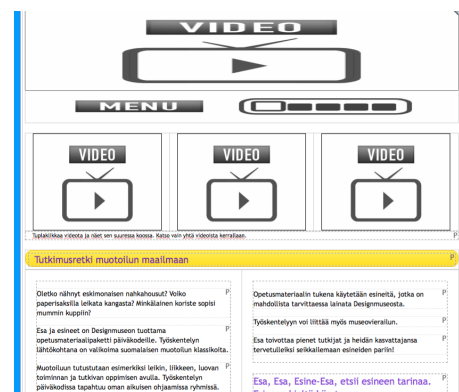 VIDEO
MENU
VIDEO
VIDEO
VIDEO
Tuplaklikkaa videota ja näet sen suuressa koossa. Katso vain yhtä videoista kerrallaan.
P
Tutkimusretki muotoilun maailmaan
P
P
Oletko nähnyt eskimonaisen nahkahousut? Voiko
paperisaksilla leikata kangasta? Minkälainen koriste sopisi
mummin kuppiin?
P
Esa ja esineet on Designmuseon tuottama
opetusmateriaalipaketti päiväkodeille. Työskentelyn
lähtökohtana on valikoima suomalaisen muotoilun klassikoita.
P
Muotoiluun tutustutaan esimerkiksi leikin, liikkeen, luovan
toiminnan ja tutkivan oppimisen avulla. Työskentelyn
päiväkodissa tapahtuu oman aikuisen ohjaamissa ryhmissä.
P
Opetusmateriaalin tukena käytetään esineitä, jotka on
mahdollista tarvittaessa lainata Designmuseosta.
P
Työskentelyyn voi liittää myös museovierailun.
P
Esa toivottaa pienet tutkijat ja heidän kasvattajansa
tervetulleiksi seikkailemaan esineiden pariin!
P
Esa, Esa, Esine-Esa, etsii esineen tarinaa.